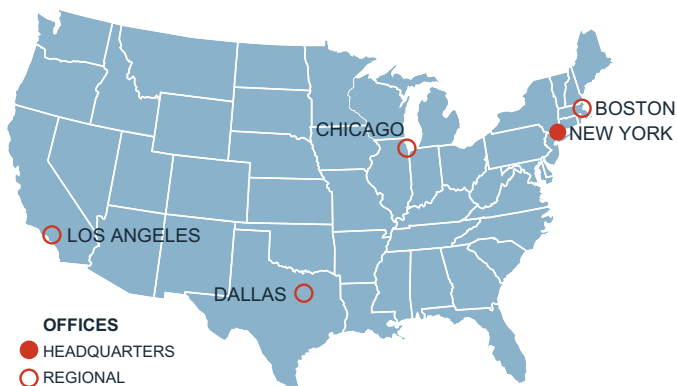 BOSTON
CHICAGO
NEW YORK
LOS ANGELES
DALLAS
OFFICES
HEADQUARTERS
REGIONAL